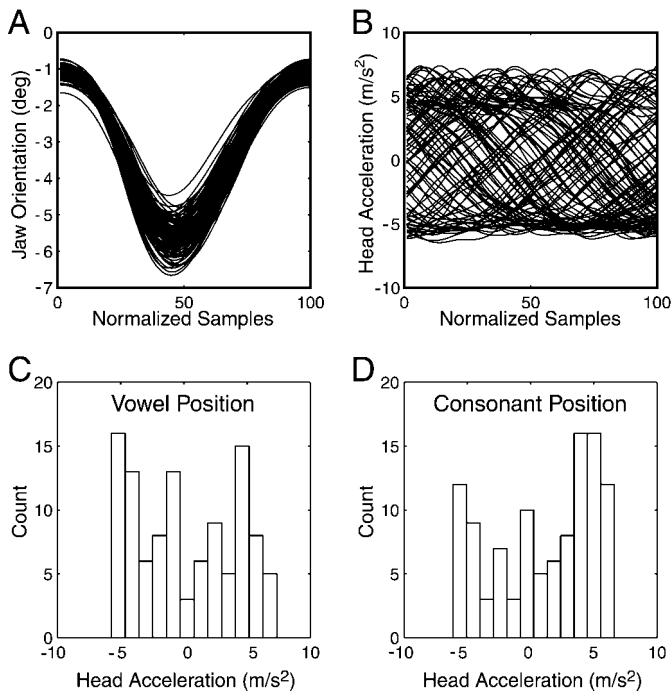 A
0
-1
-2
-3
-4
-5
-6
-7
Jaw Orientation (deg)
0
50
100
Normalized Samples
B
10
5
0
-5
-10
Head Acceleration (m/s²)
0
50
100
Normalized Samples
C
Vowel Position
20
15
10
5
0
Count
-10
-5
0
5
10
Head Acceleration (m/s²)
D
Consonant Position
20
15
10
5
0
Count
-10
-5
0
5
10
Head Acceleration (m/s²)